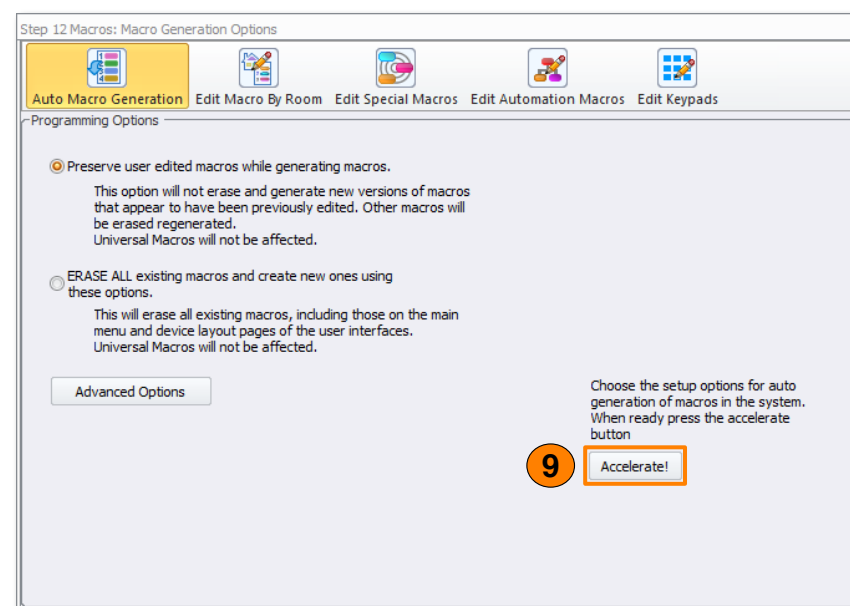 Step 12 Macros: Macro Generation Options
Auto Macro Generation Edit Macro By Room Edit Special Macros Edit Automation Macros Edit Keypads
Programming Options
Preserve user edited macros while generating macros.
This option will not erase and generate new versions of macros
that appear to have been previously edited. Other macros will
be erased regenerated.
Universal Macros will not be affected.
ERASE ALL existing macros and create new ones using
these options.
This will erase all existing macros, including those on the main
menu and device layout pages of the user interfaces.
Universal Macros will not be affected.
Advanced Options
Choose the setup options for auto
generation of macros in the system.
When ready press the accelerate
button
9 Accelerate!